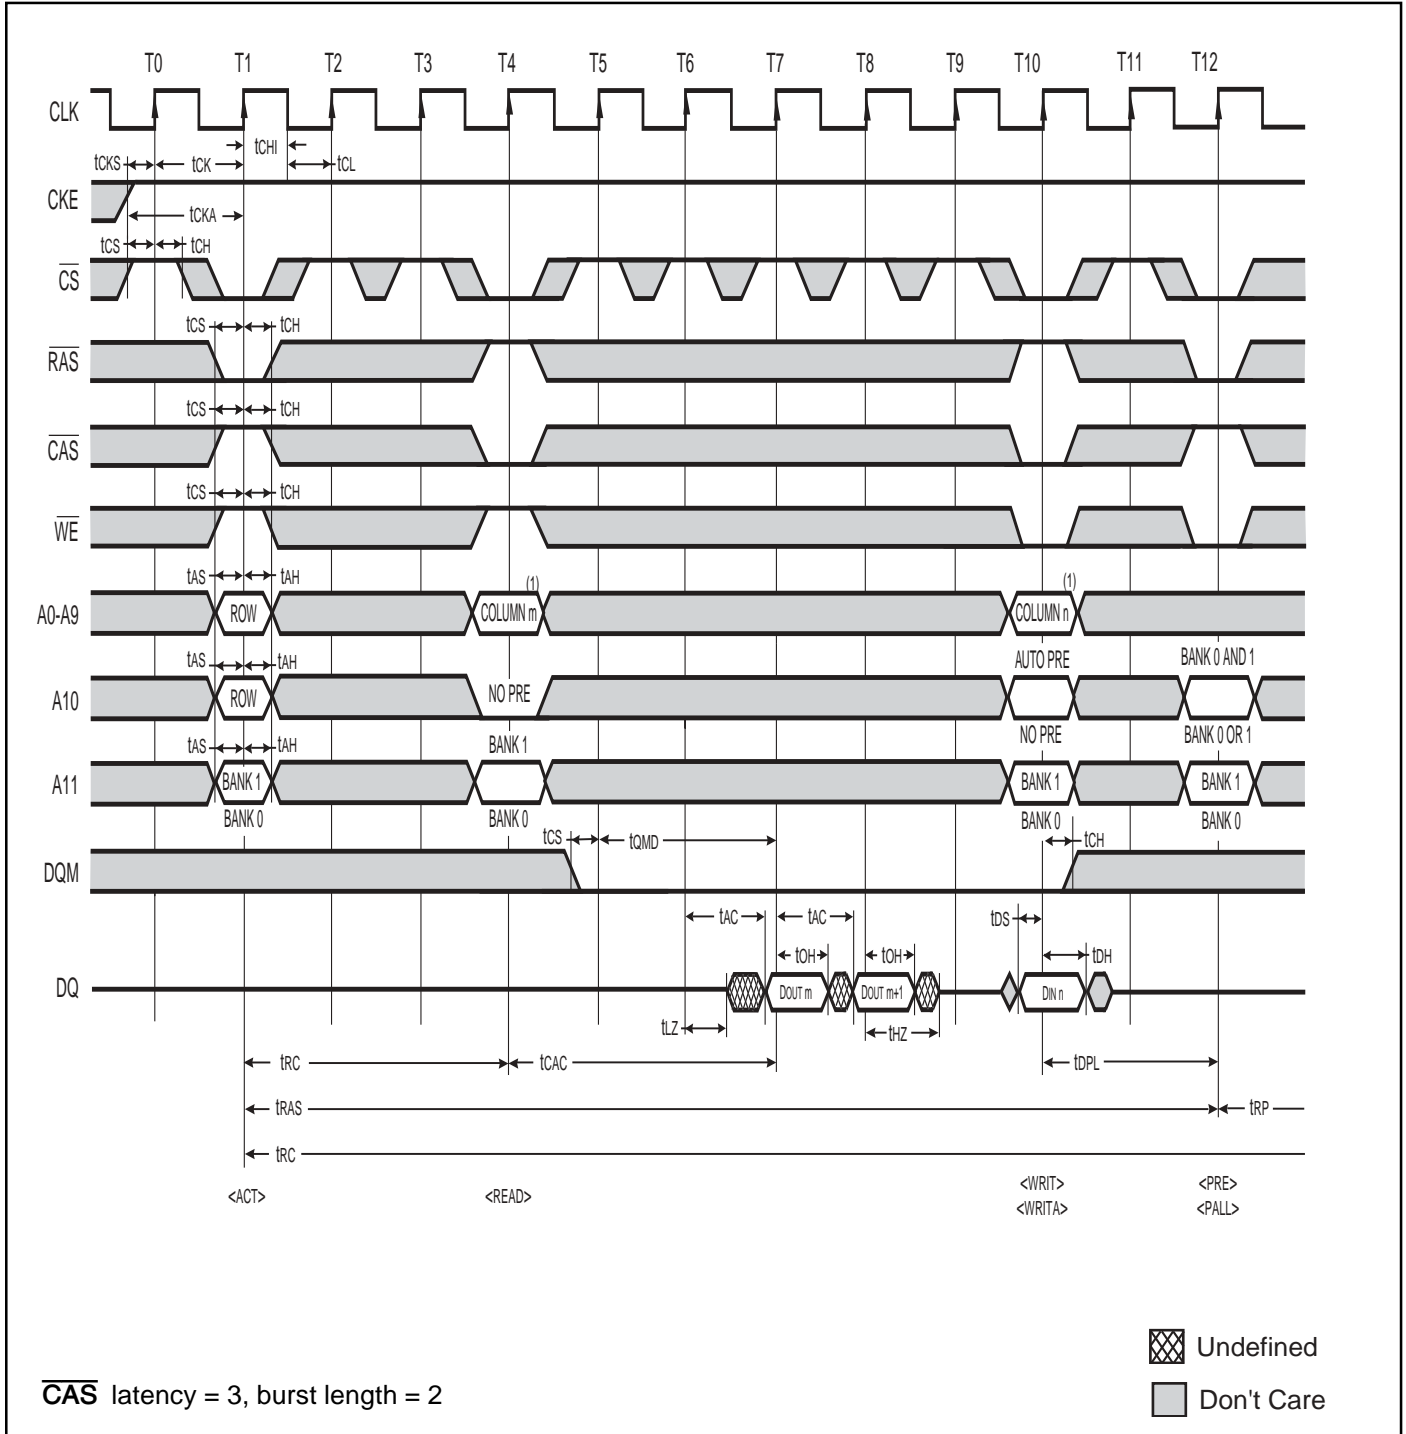 T0 T1 T2 T3 T4 T5 T6 T7 T8 T9 T10 T11 T12
CLK
tCHI
tCKS tCK tCL
CKE
tCKA
tCS tCH
CS
tCS tCH
RAS
tCS tCH
CAS
tCS tCH
WE
tAS tAH (1) (1)
A0-A9 ROW COLUMN m COLUMN n
tAS tAH AUTO PRE BANK 0 AND 1
A10 ROW NO PRE
NO PRE BANK 0 OR 1
tAS tAH BANK 1
A11 BANK 1 BANK 1 BANK 1
BANK 0 BANK 0 BANK 0 BANK 0
tCS tQMD tCH
DQM
tAC tAC tDS
tOH tOH tDH
DQ DOUT m DOUT m+1 DIN n
tLZ tHZ
tRC tCAC tDPL
tRAS tRP
tRC
<ACT> <READ> <WRIT> <PRE>
<WRITA> <PALL>
Undefined
CAS latency = 3, burst length = 2
Don't Care